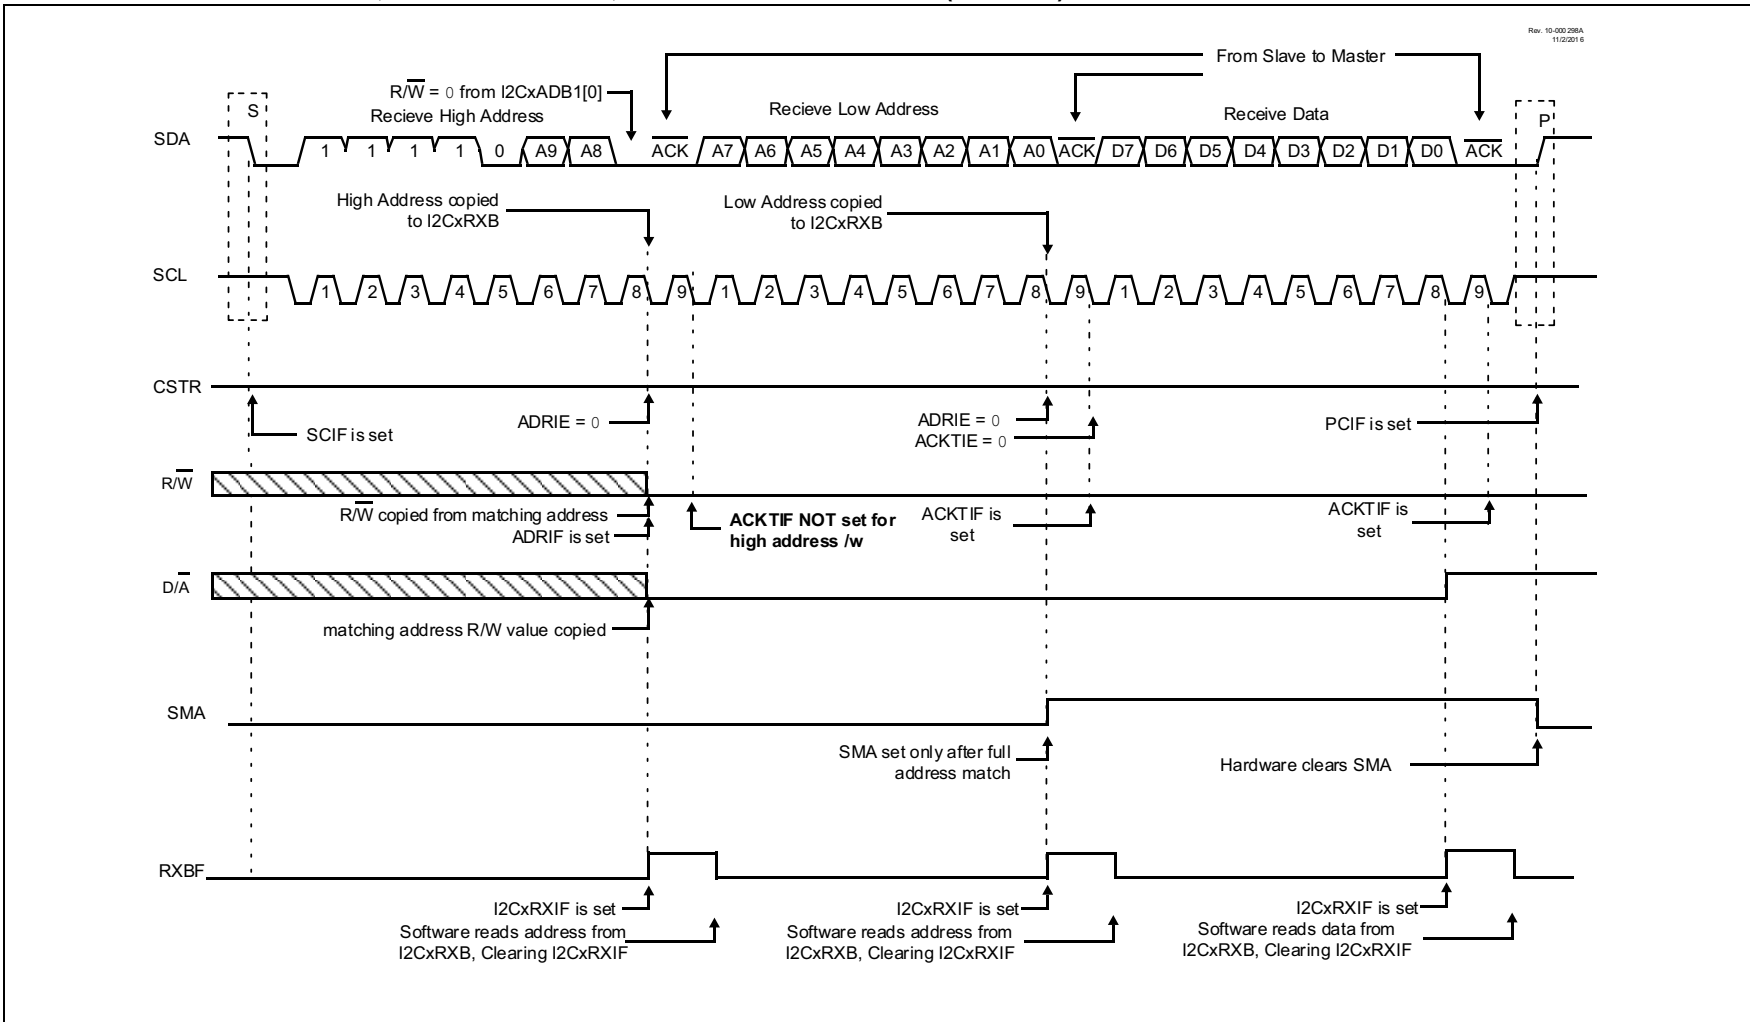 Rev. 10-000 298A
11/2/201 6
From Slave to Master
R/W = 0 from I2CxADB1[0]
Recieve High Address
Recieve Low Address
Receive Data
S
P
SDA
1 1 1 1 0 A9 A8 ACK A7 A6 A5 A4 A3 A2 A1 A0 ACK D7 D6 D5 D4 D3 D2 D1 D0 ACK
High Address copied
to I2CxRXB
Low Address copied
to I2CxRXB
SCL
1 2 3 4 5 6 7 8 9 1 2 3 4 5 6 7 8 9 1 2 3 4 5 6 7 8 9
CSTR
SCIF is set
ADRIE = 0
ADRIE = 0
ACKTIE = 0
PCIF is set
R/W
R/W copied from matching address
ADRIF is set
ACKTIF NOT set for
high address /w
ACKTIF is
set
ACKTIF is
set
D/A
matching address R/W value copied
SMA
SMA set only after full
address match
Hardware clears SMA
RXBF
I2CxRXIF is set
Software reads address from
I2CxRXB, Clearing I2CxRXIF
I2CxRXIF is set
Software reads address from
I2CxRXB, Clearing I2CxRXIF
I2CxRXIF is set
Software reads data from
I2CxRXB, Clearing I2CxRXIF